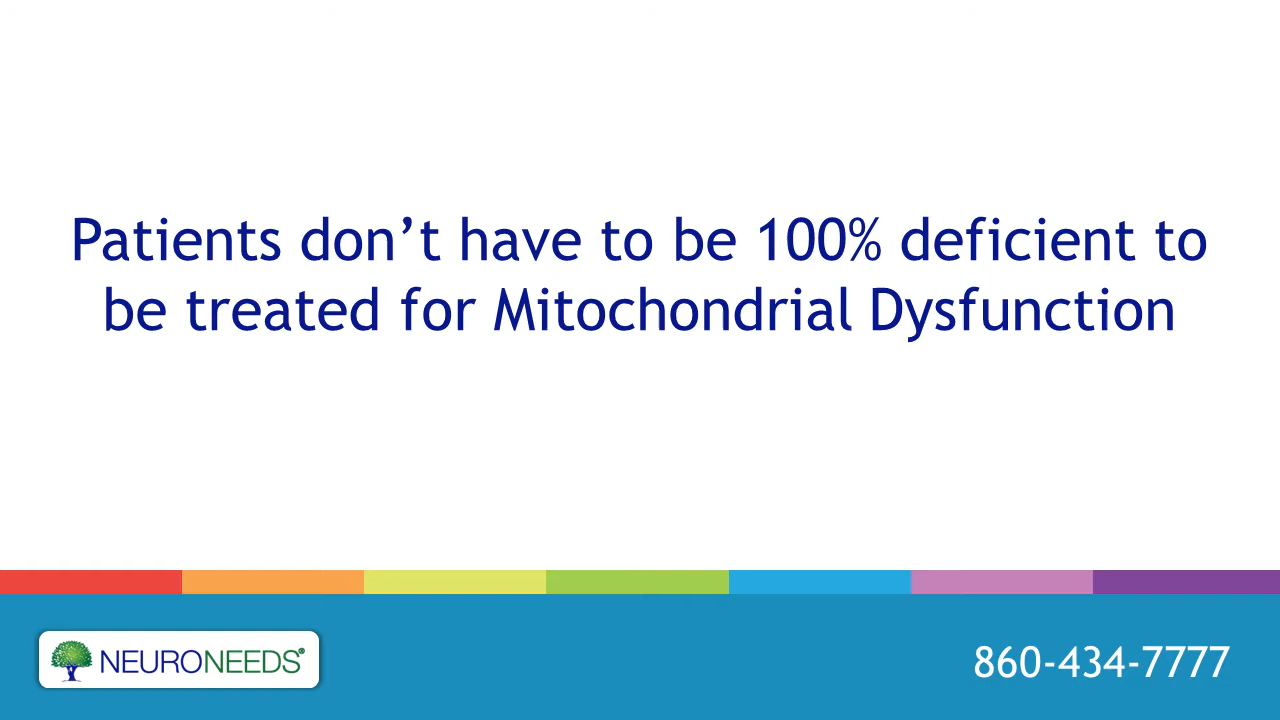 Patients don’t have to be 100% deficient to
be treated for Mitochondrial Dysfunction
NEURONEEDS®
860-434-7777